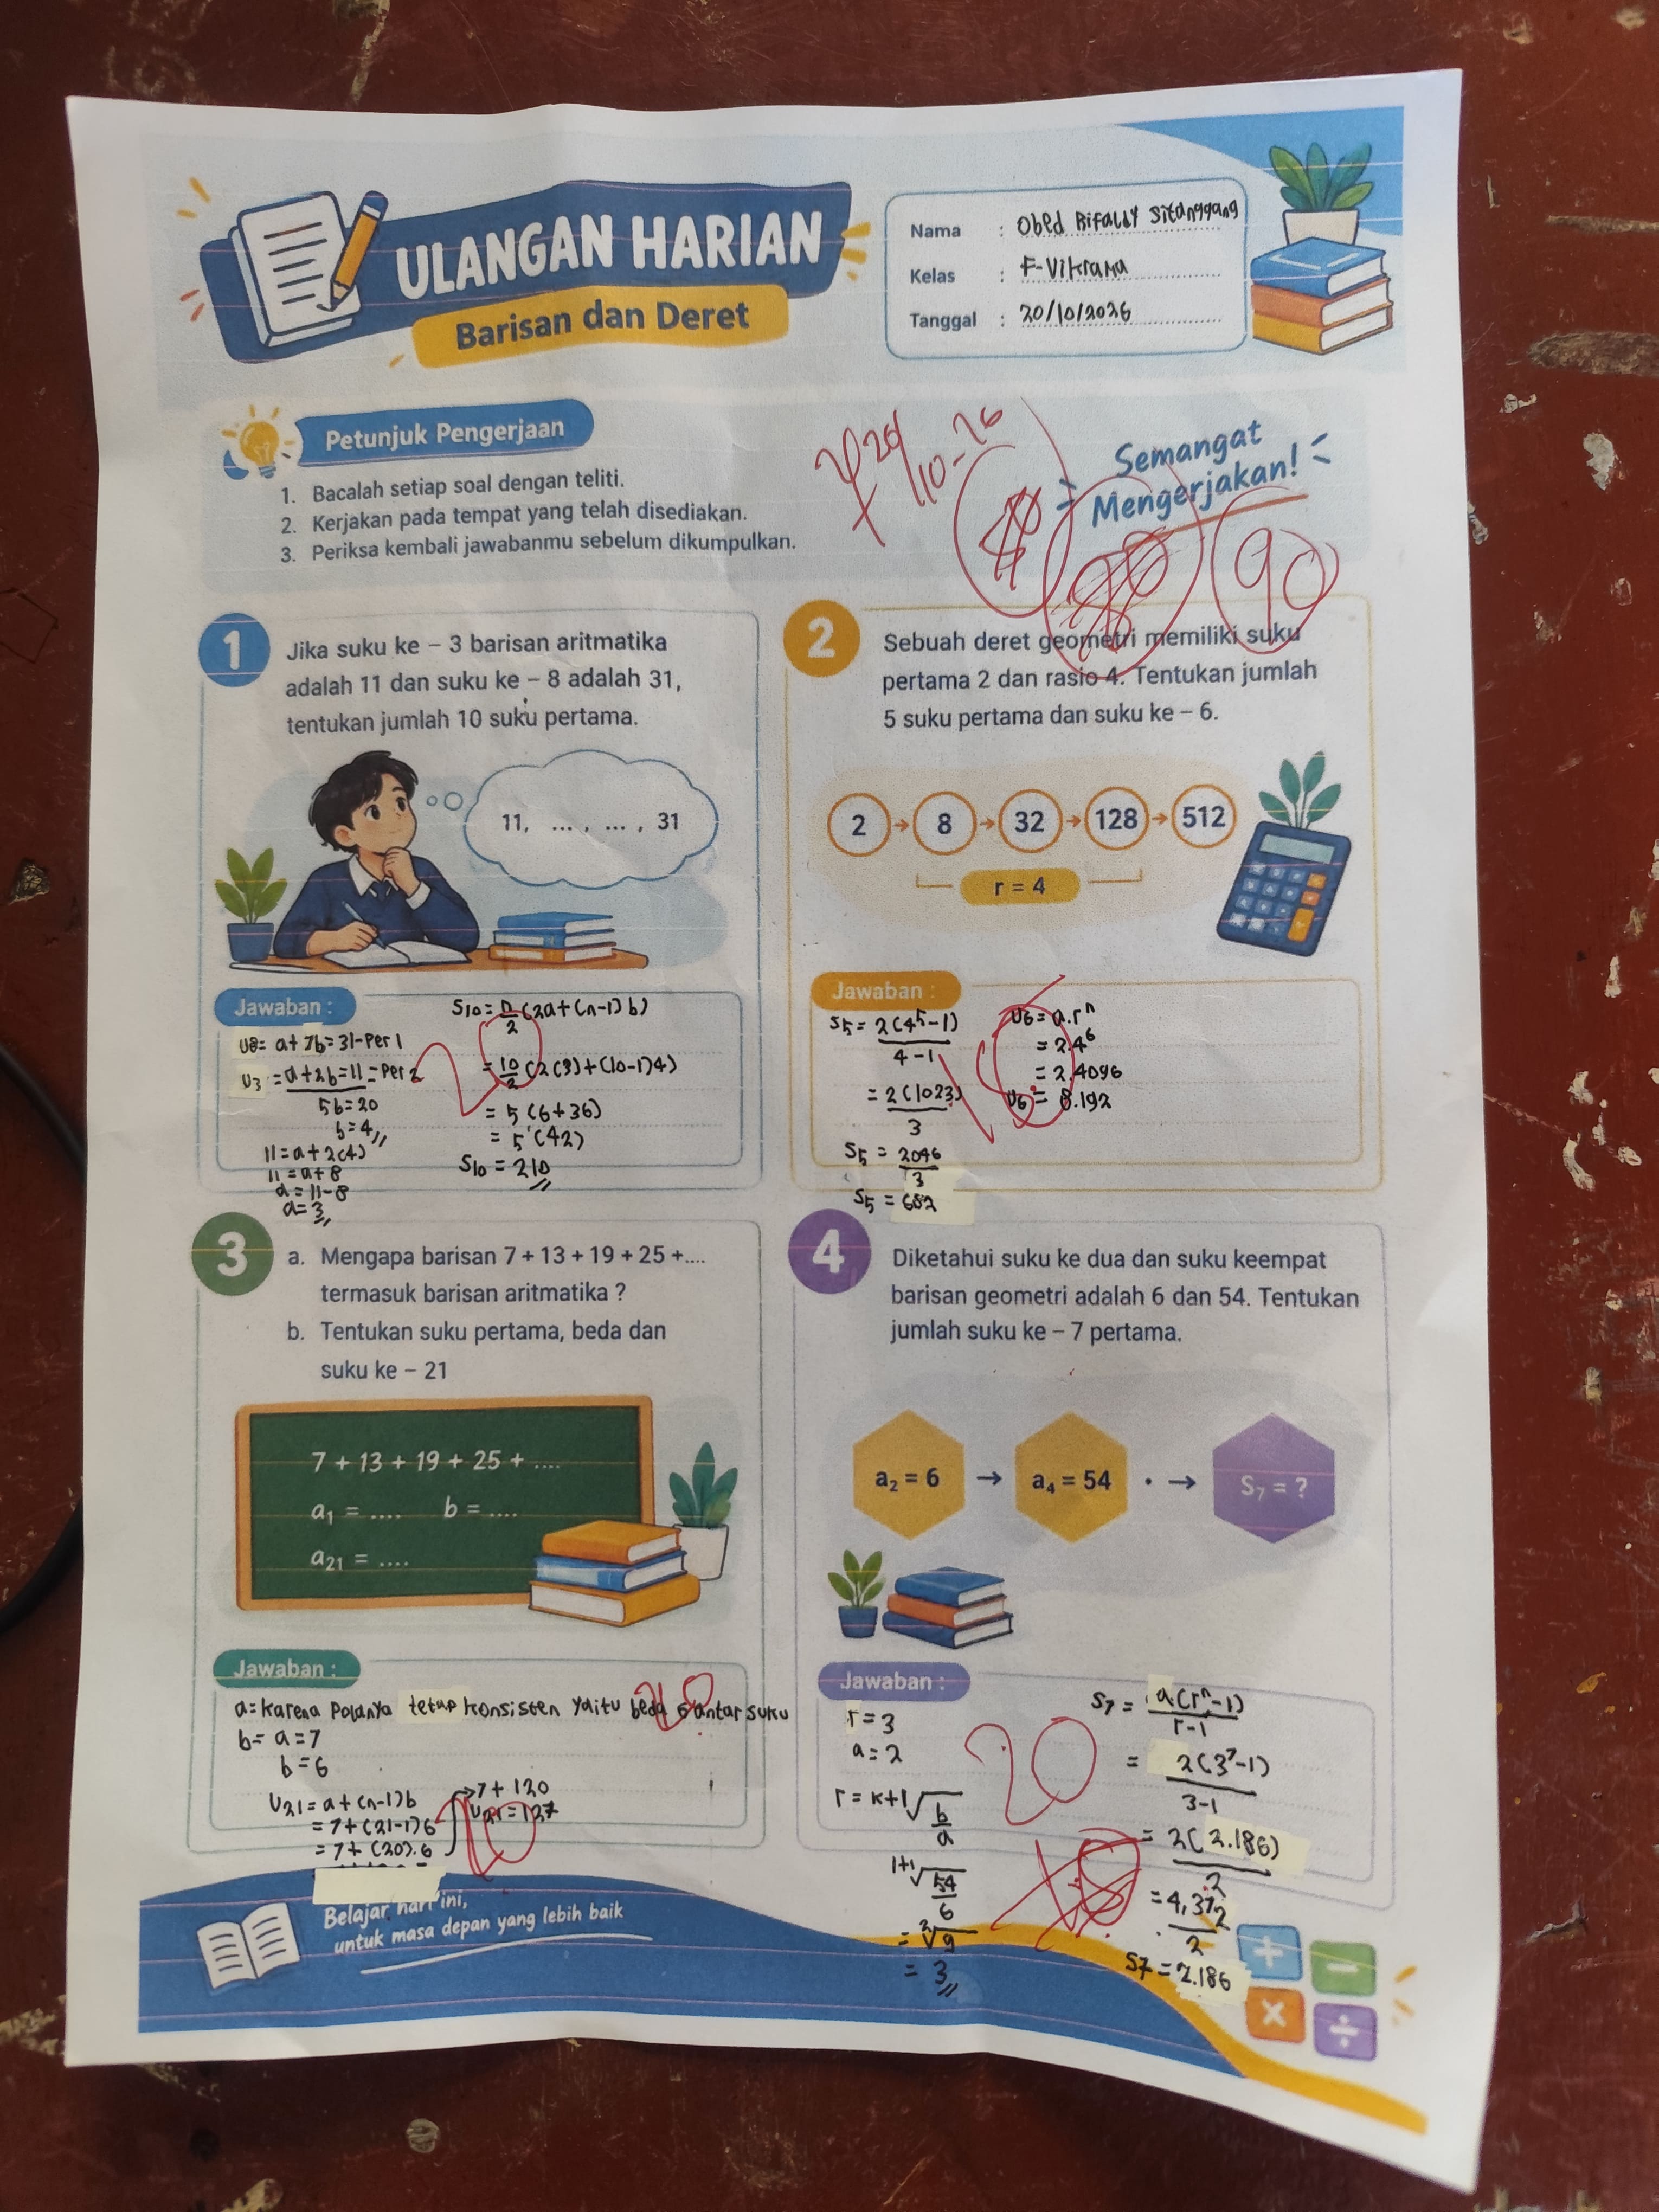 ULANGAN HARIAN
Barisan dan Deret
Nama : Obed Rifaldy Sitanggang
Kelas : F-Vikrama
Tanggal : 20/10/2026
Petunjuk Pengerjaan
1. Bacalah setiap soal dengan teliti.
2. Kerjakan pada tempat yang telah disediakan.
3. Periksa kembali jawabanmu sebelum dikumpulkan.
Semangat
Mengerjakan!
90
1
Jika suku ke – 3 barisan aritmatika
adalah 11 dan suku ke – 8 adalah 31,
tentukan jumlah 10 suku pertama.
11, ... , ... , 31
Jawaban :
U8= a+7b=31-Per 1
U3 =a+2b=11=Per 2
5b=20
b=4
11=a+2(4)
11=a+8
a=11-8
a=3
S10= n/2 (2a+(n-1)b)
= 10/2 (2(3)+(10-1)4)
= 5(6+36)
= 5(42)
S10 = 210
2
Sebuah deret geometri memiliki suku
pertama 2 dan rasio 4. Tentukan jumlah
5 suku pertama dan suku ke – 6.
2 → 8 → 32 → 128 → 512
r = 4
Jawaban :
S5= 2(4⁵-1)/4-1
= 2(1023)/3
S5 = 2046/3
S5 = 682
U6= a.rⁿ
= 2.4⁶
= 2.4096
U6= 8.192
3
a. Mengapa barisan 7 + 13 + 19 + 25 +....
termasuk barisan aritmatika ?
b. Tentukan suku pertama, beda dan
suku ke – 21
7 + 13 + 19 + 25 + ....
a₁ = .... b = ....
a₂₁ = ....
Jawaban :
a=Karena Polanya tetap konsisten yaitu beda 6 antar suku
b= a=7
b=6
U21= a+(n-1)b
= 7+(21-1)6
= 7+(20).6
→7+120
U21=127
4
Diketahui suku ke dua dan suku keempat
barisan geometri adalah 6 dan 54. Tentukan
jumlah suku ke – 7 pertama.
a₂ = 6 → a₄ = 54 · → S₇ = ?
Jawaban :
r=3
a=2
r= k+1√b/a
1+1√54/6
= ²√9
= 3
20
S7 = a(rⁿ-1)/r-1
= 2(3⁷-1)/3-1
= 2(2.186)/2
= 4,372/2
S7 = 2.186
Belajar hari ini,
untuk masa depan yang lebih baik